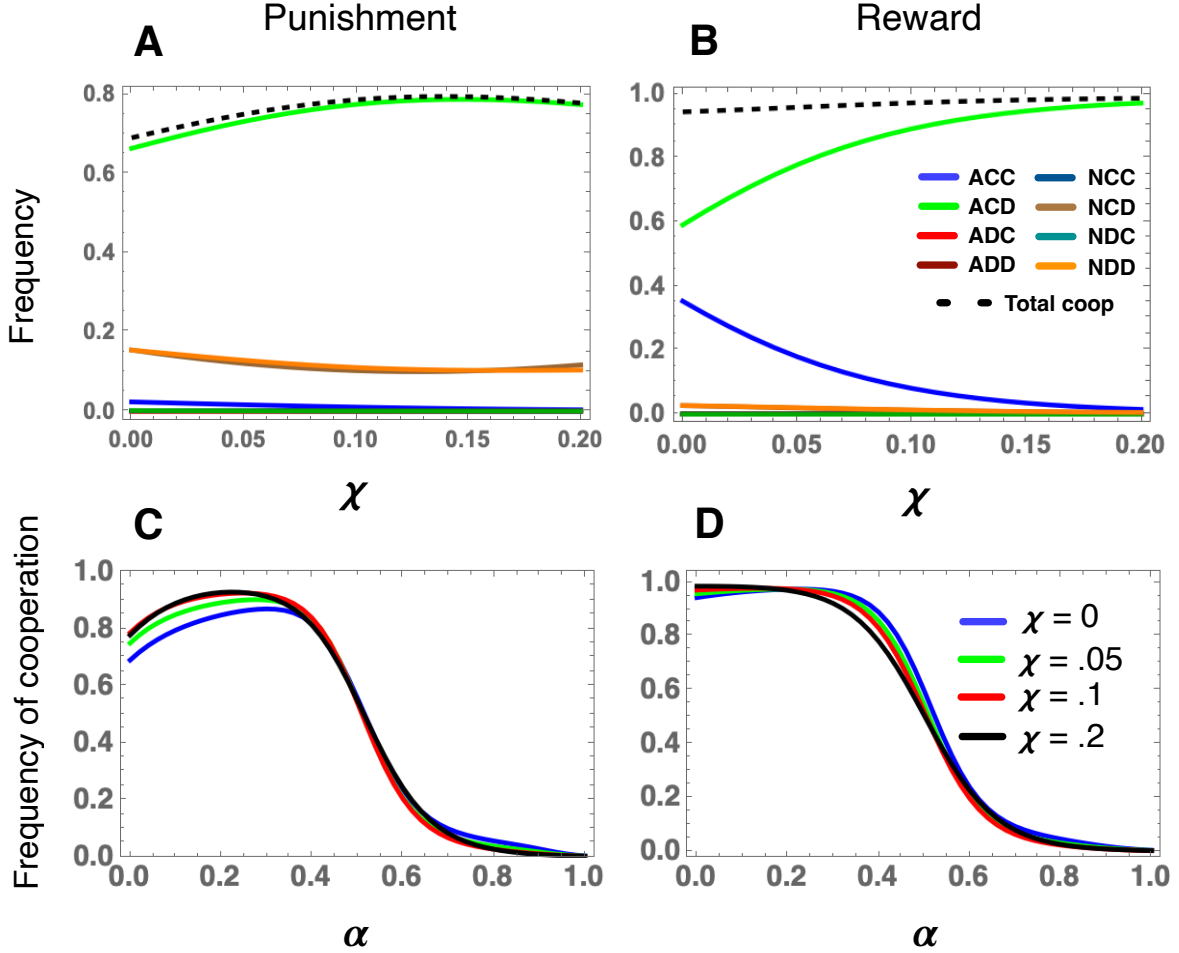 Punishment
Reward
A
B
Frequency
0.8
0.6
0.4
0.2
0.0
0.00 0.05 0.10 0.15 0.20
χ
1.0
0.8
0.6
0.4
0.2
0.0
0.00 0.05 0.10 0.15 0.20
χ
ACC NCC
ACD NCD
ADC NDC
ADD NDD
Total coop
C
D
Frequency of cooperation
1.0
0.8
0.6
0.4
0.2
0.0
0.0 0.2 0.4 0.6 0.8 1.0
α
1.0
0.8
0.6
0.4
0.2
0.0
0.0 0.2 0.4 0.6 0.8 1.0
α
χ = 0
χ = .05
χ = .1
χ = .2